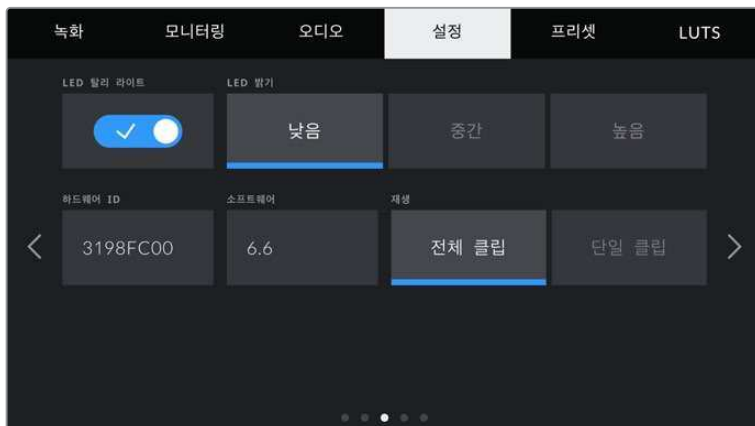 녹화 모니터링 오디오 설정 프리셋 LUTS
LED 탈리 라이트 LED 밝기
낮음 중간 높음
하드웨어 ID 소프트웨어 재생
3198FC00 6.6 전체 클립 단일 클립